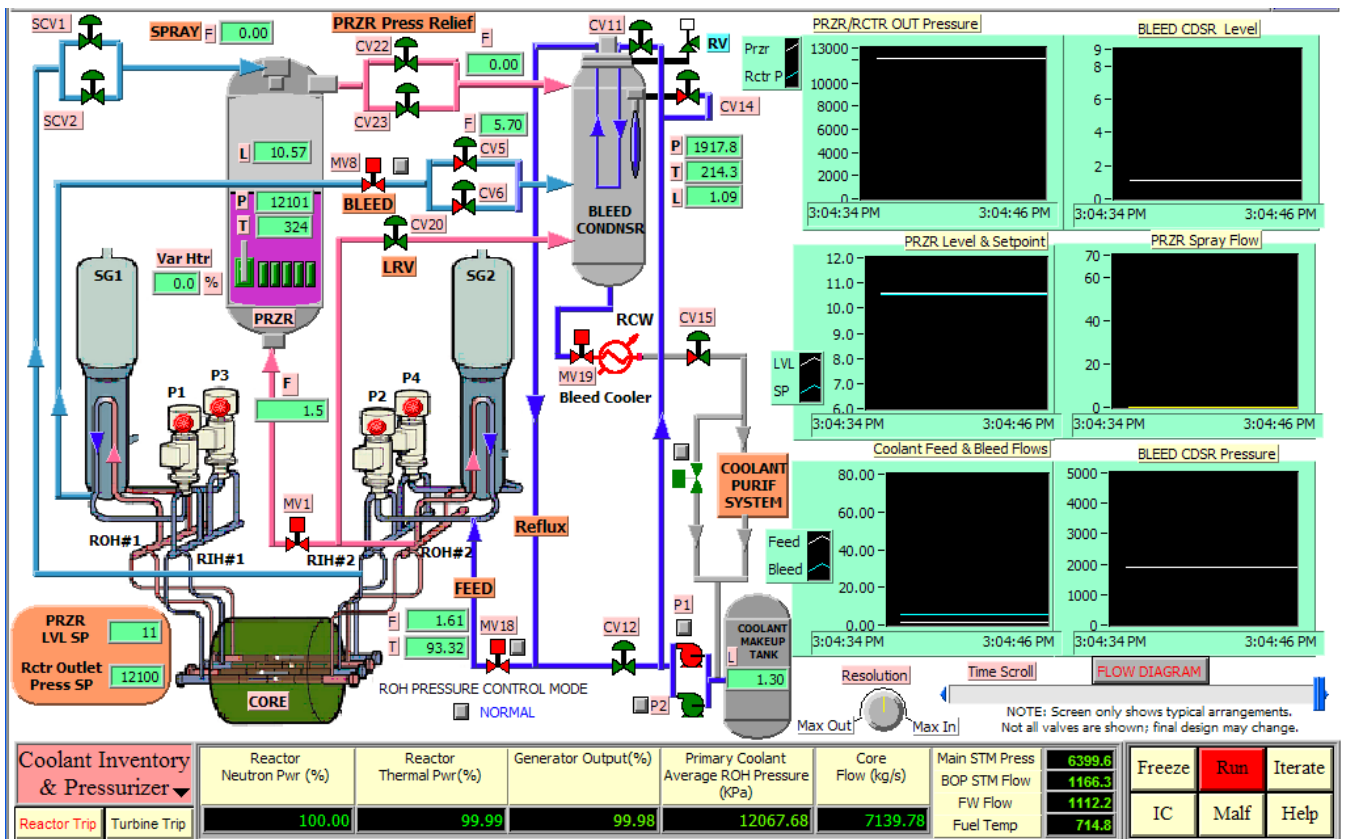 SCV1
SPRAY F 0.00
SCV2
PRZR Press Relief
CV22
F
0.00
CV23
CV11
RV
CV14
F 5.70
L 10.57
MV8
CV5
BLEED
CV6
P 1917.8
T 214.3
L 1.09
P 12101
T 324
BLEED
CONDNSR
CV20
LRV
SG1
Var Htr
0.0 %
PRZR
SG2
RCW
CV15
MV19
Bleed Cooler
P1
P3
F
1.5
P2
P4
COOLANT
PURIF
SYSTEM
MV1
Reflux
ROH#1
RIH#1
RIH#2
ROH#2
FEED
PRZR
LVL SP
11
Rctr Outlet
Press SP
12100
CORE
F 1.61
T 93.32
MV18
CV12
P1
P2
COOLANT
MAKEUP
TANK
L
1.30
ROH PRESSURE CONTROL MODE
NORMAL
PRZR/RCTR OUT Pressure
Przr
Rctr P
13000
10000
8000
6000
4000
2000
0
3:04:34 PM 3:04:46 PM
BLEED CDSR Level
9
8
6
4
2
0
3:04:34 PM 3:04:46 PM
PRZR Level & Setpoint
12.0
11.0
10.0
9.0
8.0
7.0
6.0
LVL
SP
3:04:34 PM 3:04:46 PM
PRZR Spray Flow
70
60
40
20
0
3:04:34 PM 3:04:46 PM
Coolant Feed & Bleed Flows
80.00
60.00
40.00
20.00
0.00
Feed
Bleed
3:04:34 PM 3:04:46 PM
BLEED CDSR Pressure
5000
4000
3000
2000
1000
0
3:04:34 PM 3:04:46 PM
Resolution
Max Out
Max In
Time Scroll
FLOW DIAGRAM
NOTE: Screen only shows typical arrangements.
Not all valves are shown; final design may change.
Coolant Inventory
& Pressurizer
Reactor Trip
Turbine Trip
Reactor
Neutron Pwr (%)
100.00
Reactor
Thermal Pwr(%)
99.99
Generator Output(%)
99.98
Primary Coolant
Average ROH Pressure
(KPa)
12067.68
Core
Flow (kg/s)
7139.78
Main STM Press 6399.6
BOP STM Flow 1166.3
FW Flow 1112.2
Fuel Temp 714.8
Freeze
Run
Iterate
IC
Malf
Help